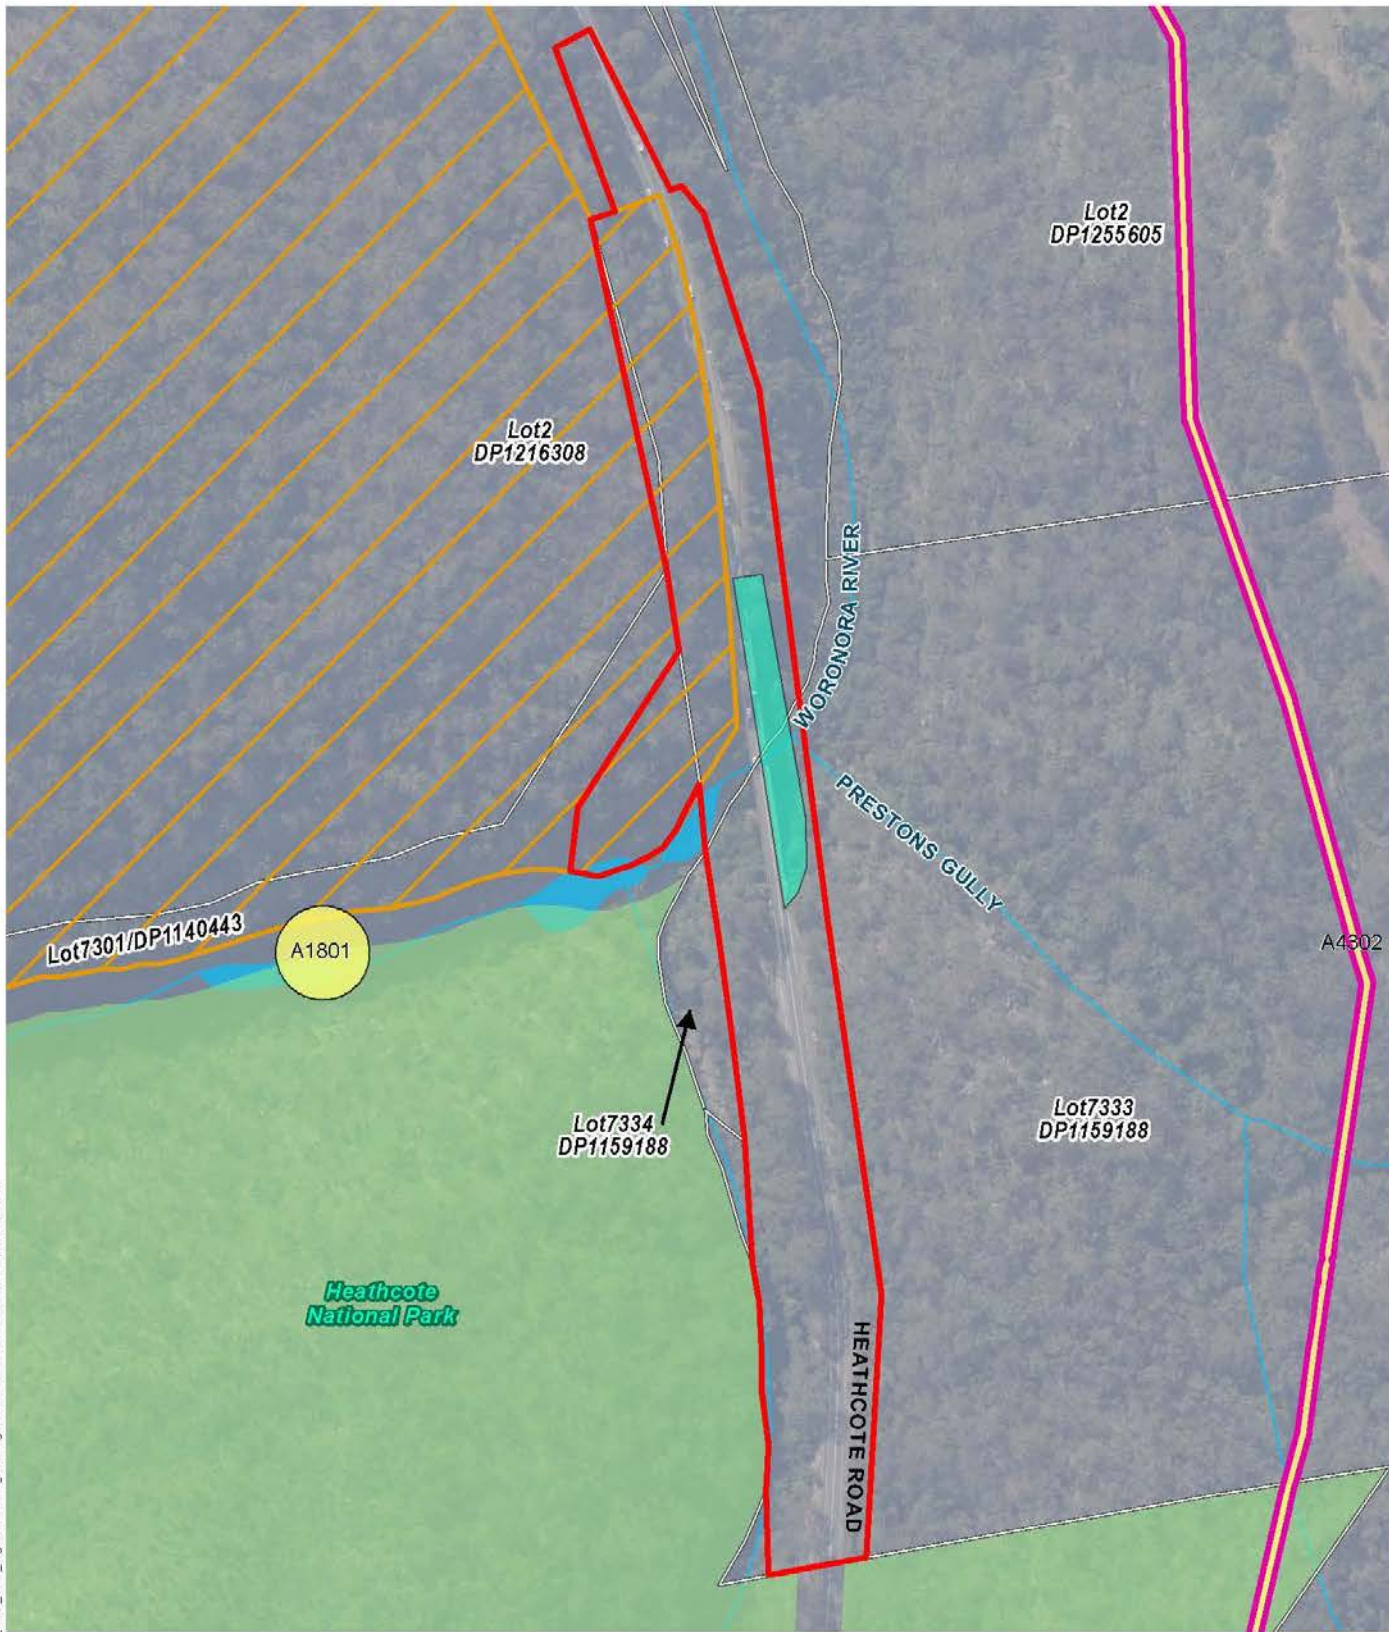 Lot2
DP1255605
Lot2
DP1216308
WORONORA RIVER
PRESTONS GULLY
Lot7301/DP1140443
A1801
A4302
Lot7334
DP1159188
Lot7333
DP1159188
Heathcote
National Park
HEATHCOTE ROAD